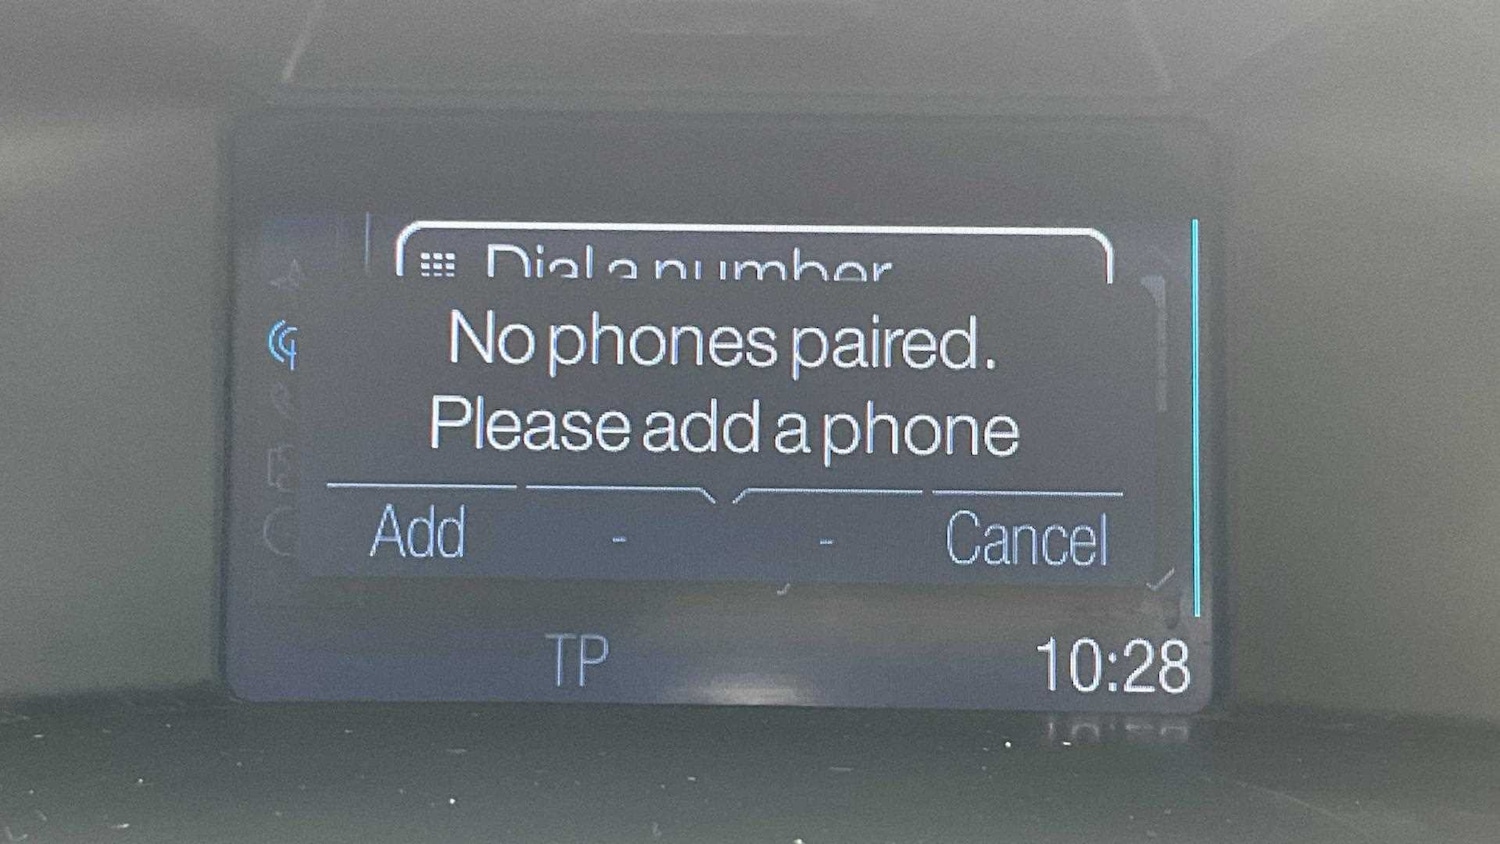 Dial a number
No phones paired.
Please add a phone
Add - - Cancel
TP 10:28